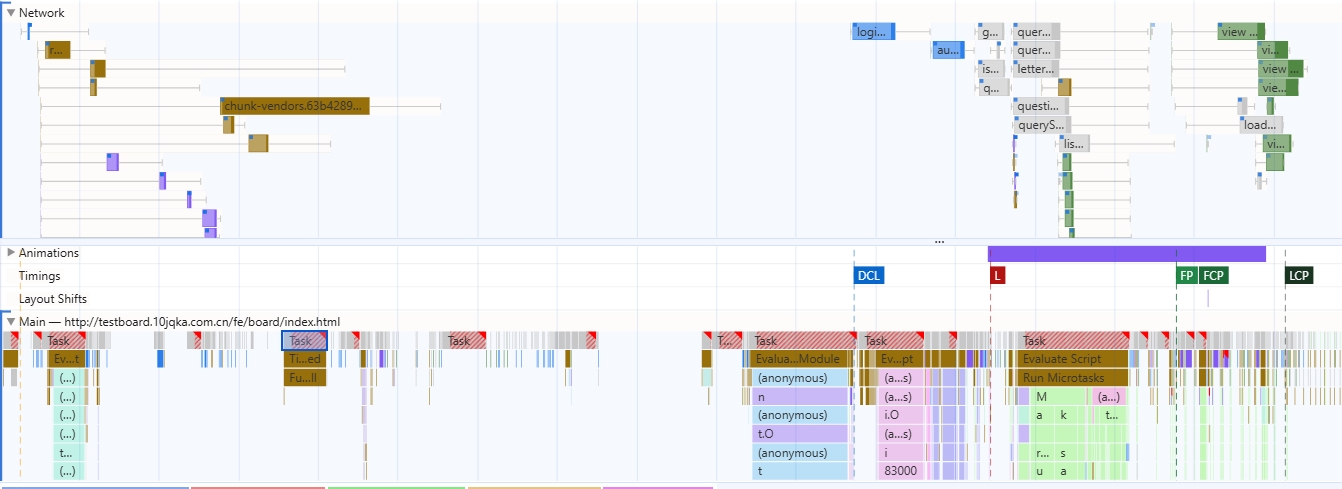 Network
logi... g... quer... view ...
r... au... quer... vi...
is... letter... view ...
q... vie...
chunk-vendors.63b4289... questi...
queryS... load...
lis... vi...
...
Animations
Timings DCL L FP FCP LCP
Layout Shifts
Main — http://testboard.10jqka.com.cn/fe/board/index.html
Task Task Task T... Task Task Task
Ev...t Ti...ed Evalua...Module Ev...pt Evaluate Script
(...) Fu...ll (anonymous) (a...s) Run Microtasks
(...) n (a...s) M (a...)
(...) (anonymous) i.O a k t...
(...) t.O (a...s)
t... (anonymous) i r... s
(...) t 83000 u a